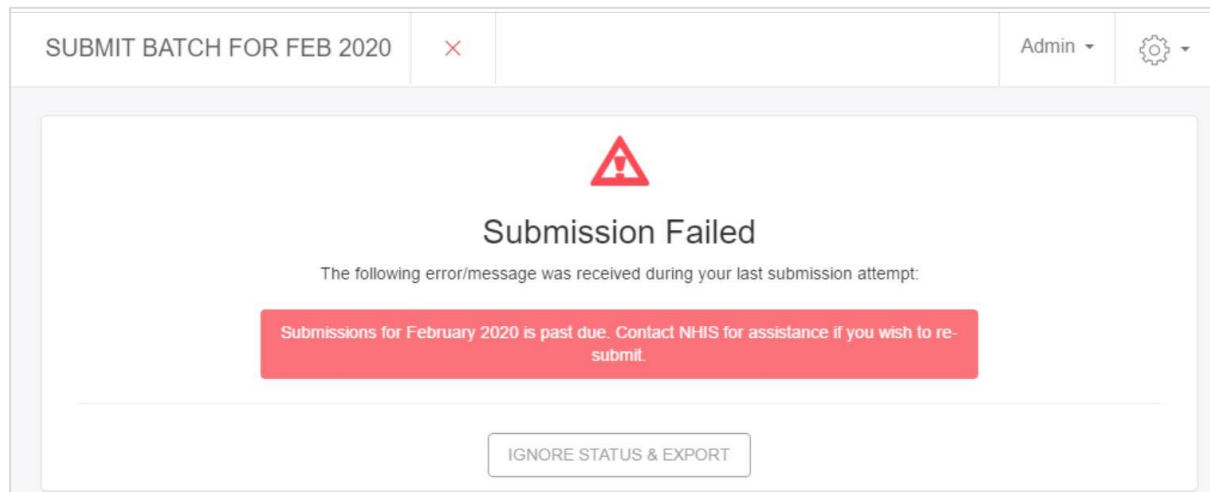 SUBMIT BATCH FOR FEB 2020
Admin
Submission Failed
The following error/message was received during your last submission attempt:
Submissions for February 2020 is past due. Contact NHIS for assistance if you wish to re-
submit.
IGNORE STATUS & EXPORT